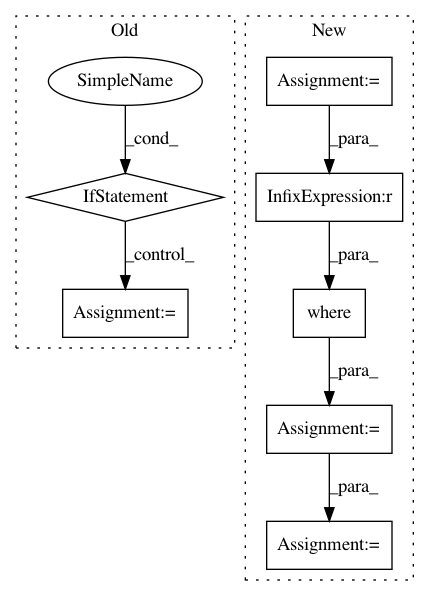 Old
SimpleName
_cond_
IfStatement
_control_
Assignment:=
New
Assignment:=
_para_
InfixExpression:r
_para_
where
_para_
Assignment:=
_para_
Assignment:=